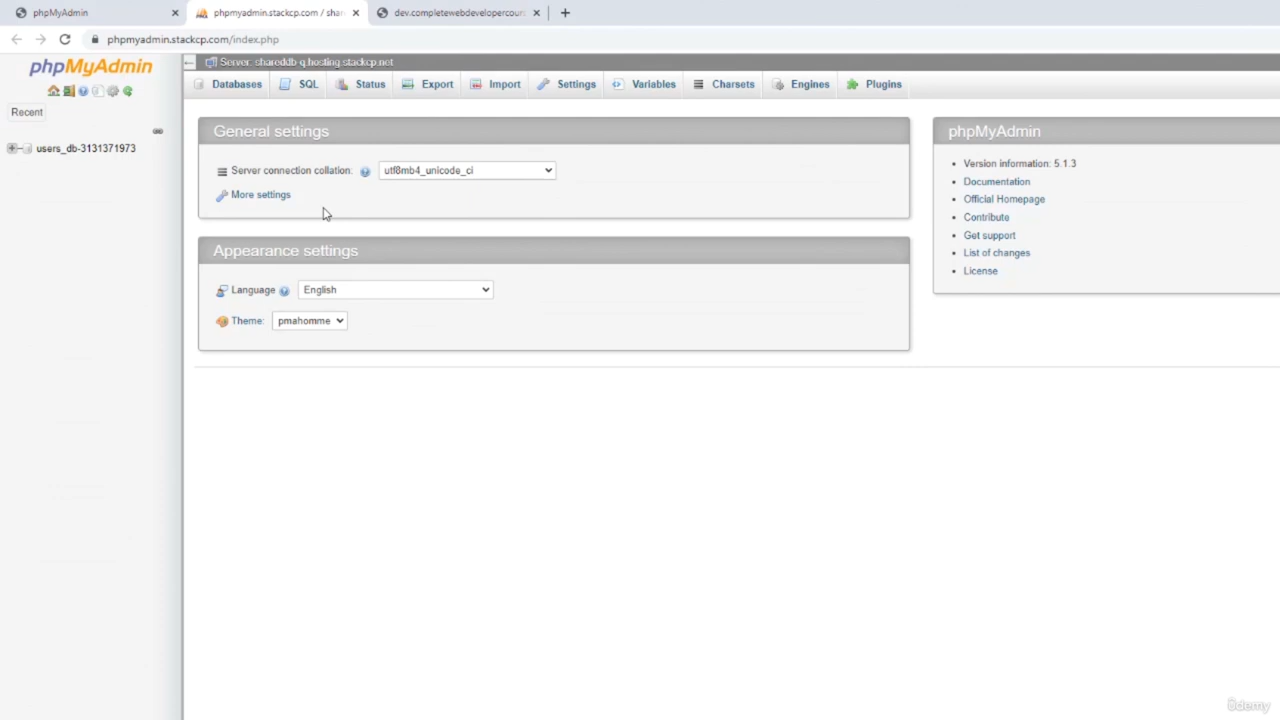 phpMyAdmin
phpmyadmin.stackcp.com / shar
dev.completewebdevelopercours
phpmyadmin.stackcp.com/index.php
phpMyAdmin
Server: shareddb-q.hosting.stackcp.net
Databases
SQL
Status
Export
Import
Settings
Variables
Charsets
Engines
Plugins
Recent
users_db-3131371973
General settings
Server connection collation:
utf8mb4_unicode_ci
More settings
Appearance settings
Language
English
Theme:
pmahomme
phpMyAdmin
Version information: 5.1.3
Documentation
Official Homepage
Contribute
Get support
List of changes
License
ûdemy